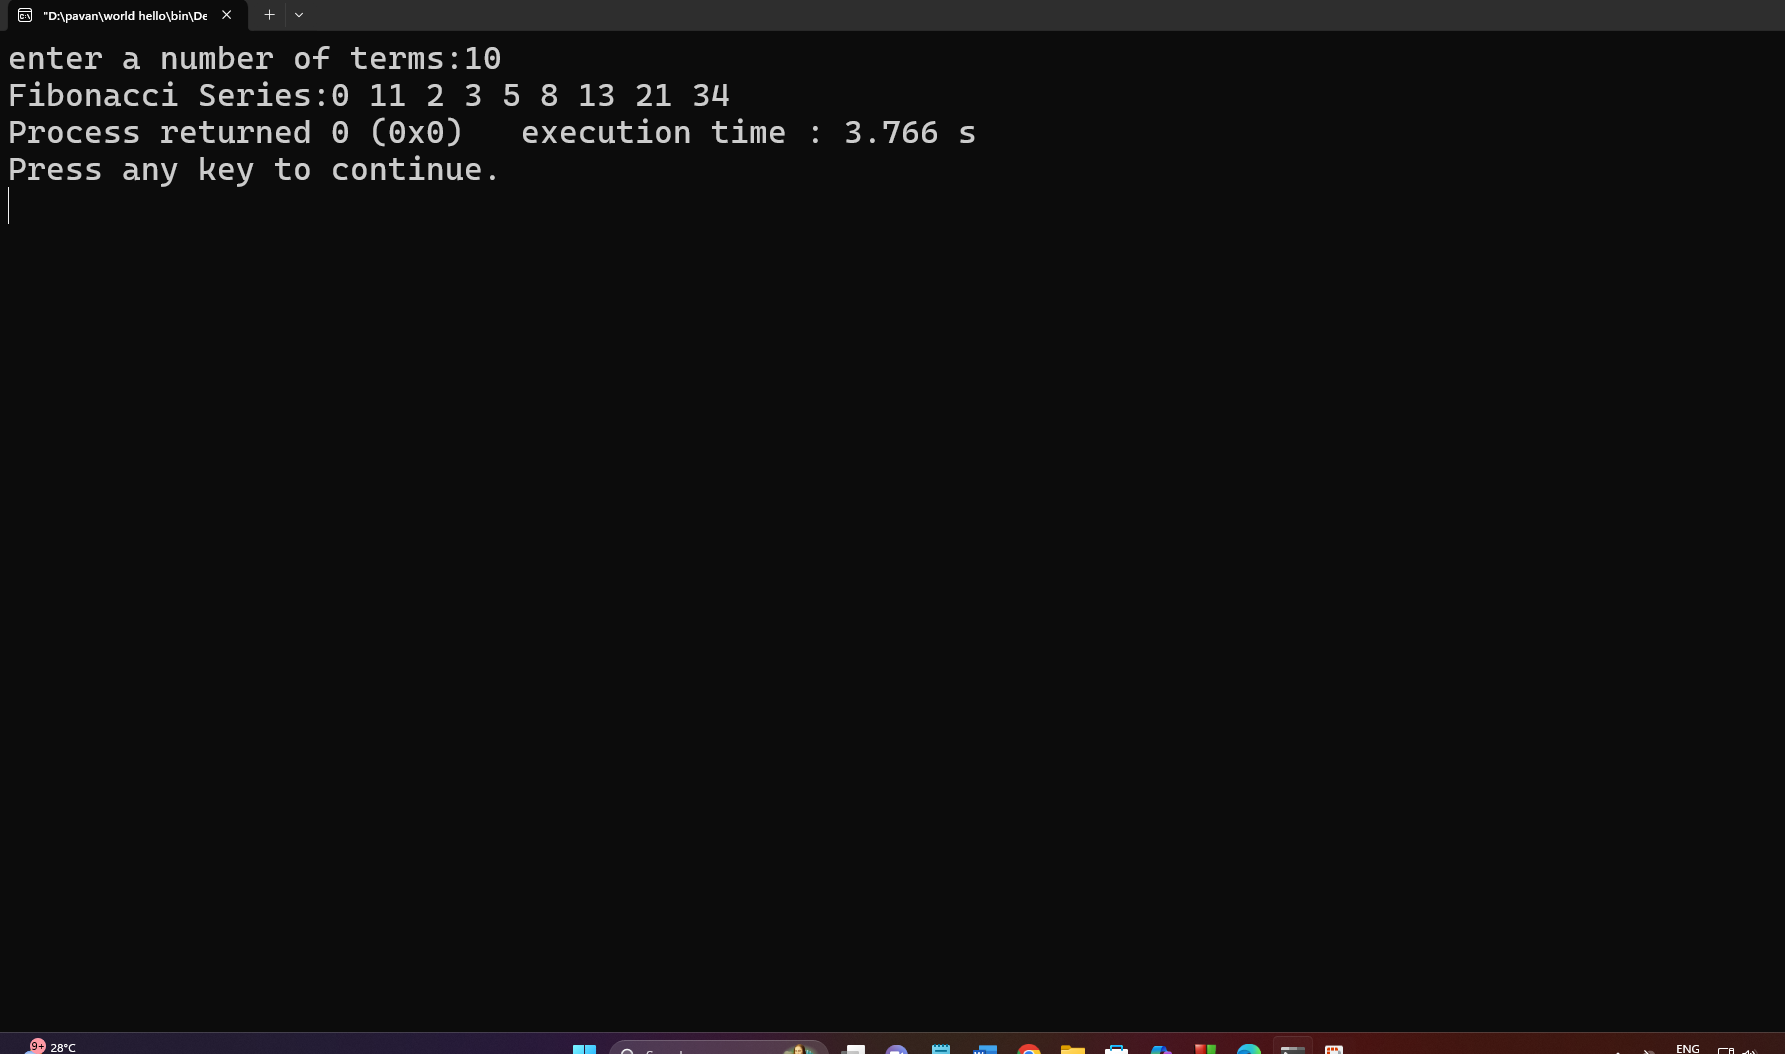 "D:\pavan\world hello\bin\De
enter a number of terms:10
Fibonacci Series:0 11 2 3 5 8 13 21 34
Process returned 0 (0x0)   execution time : 3.766 s
Press any key to continue.
9+ 28°C
ENG